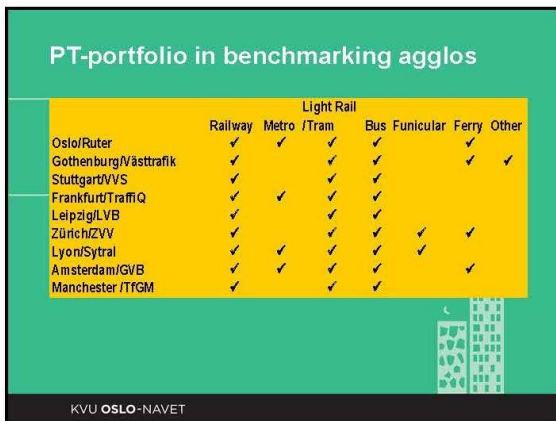 PT-portfolio in benchmarking agglos
Light Rail
Railway Metro /Tram Bus Funicular Ferry Other
Oslo/Ruter ✓ ✓ ✓ ✓ ✓
Gothenburg/Västtrafik ✓ ✓ ✓ ✓ ✓
Stuttgart/VVS ✓ ✓ ✓
Frankfurt/TraffiQ ✓ ✓ ✓ ✓
Leipzig/LVB ✓ ✓ ✓
Zürich/ZVV ✓ ✓ ✓ ✓ ✓
Lyon/Sytral ✓ ✓ ✓ ✓ ✓
Amsterdam/GVB ✓ ✓ ✓ ✓ ✓
Manchester /TfGM ✓ ✓ ✓
KVU OSLO-NAVET